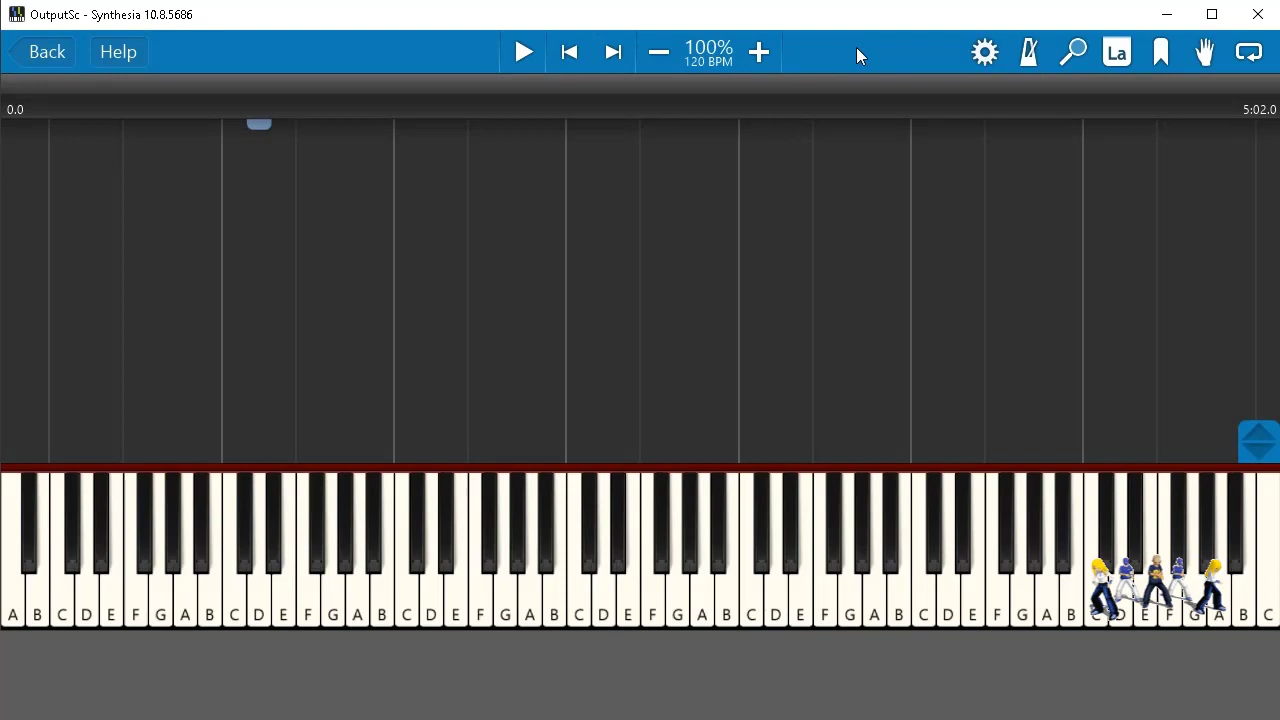 OutputSc - Synthesia 10.8.5686
Back Help 100% La
120 BPM
0.0 5:02.0
A B C D E F G A B C D E F G A B C D E F G A B C D E F G A B C D E F G A B C D E F G A B C D E F G A B C